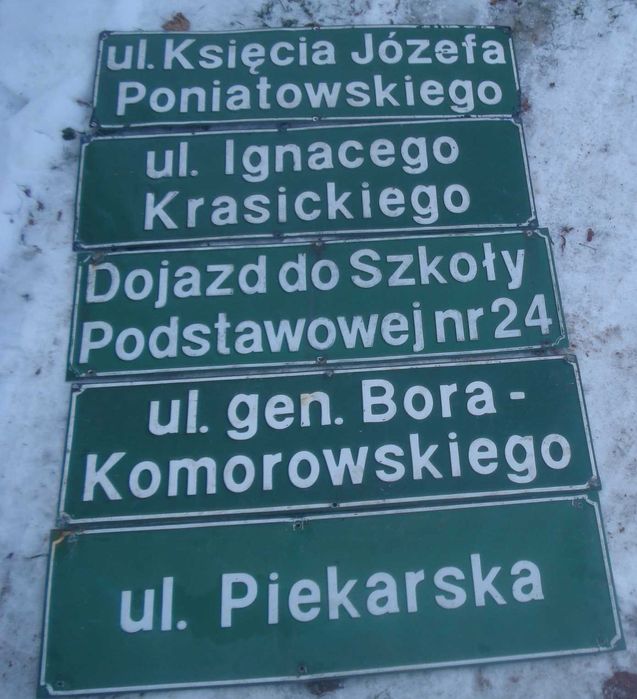 ul. Księcia Józefa
Poniatowskiego
ul. Ignacego
Krasickiego
Dojazd do Szkoły
Podstawowej nr 24
ul. gen. Bora -
Komorowskiego
ul. Piekarska